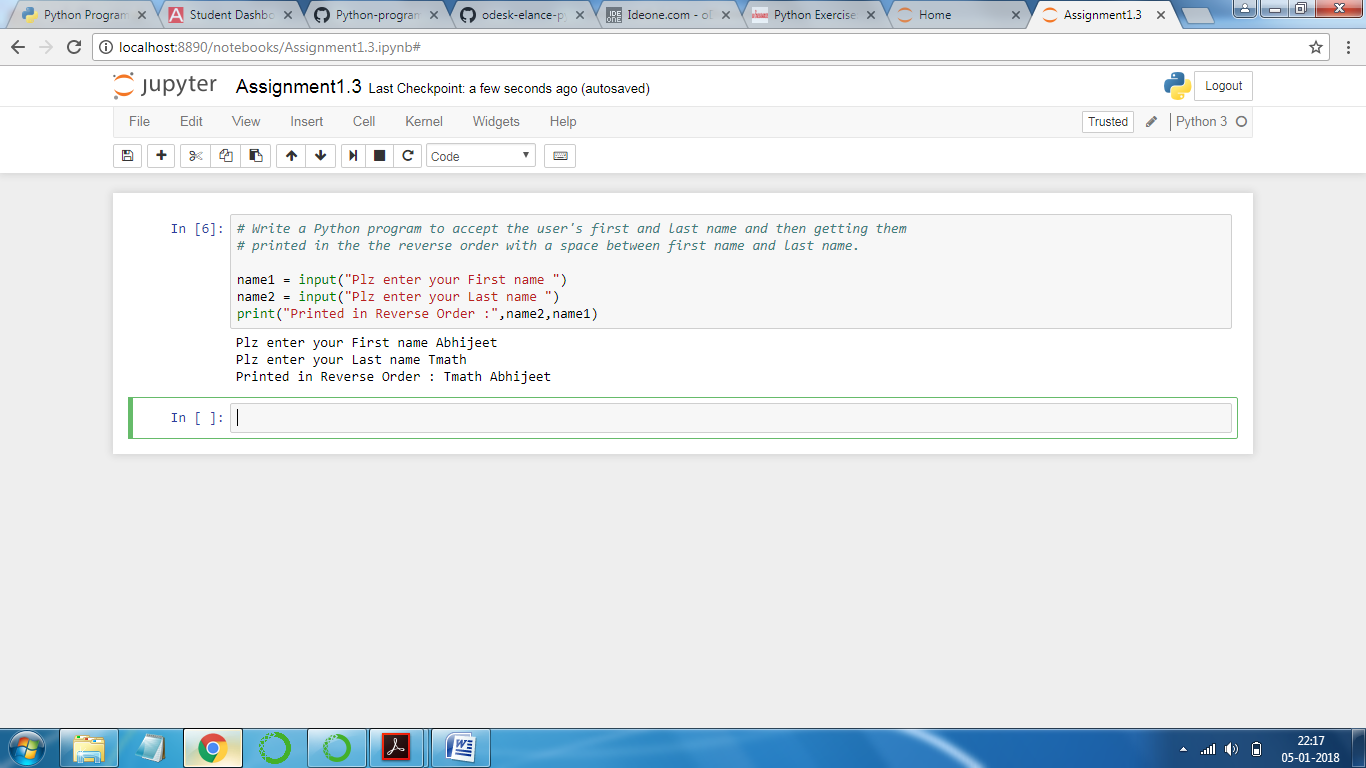 Python Program
Student Dashbo
Python-program
odesk-elance-py
Ideone.com -
Python Exercise
Home
Assignment1.3
localhost:8890/notebooks/Assignment1.3.ipynb#
jupyter Assignment1.3 Last Checkpoint: a few seconds ago (autosaved)
Logout
File Edit View Insert Cell Kernel Widgets Help
Trusted Python 3
Code
In [6]:
# Write a Python program to accept the user's first and last name and then getting them
# printed in the the reverse order with a space between first name and last name.
name1 = input("Plz enter your First name ")
name2 = input("Plz enter your Last name ")
print("Printed in Reverse Order :",name2,name1)
Plz enter your First name Abhijeet
Plz enter your Last name Tmath
Printed in Reverse Order : Tmath Abhijeet
In [ ]:
22:17
05-01-2018